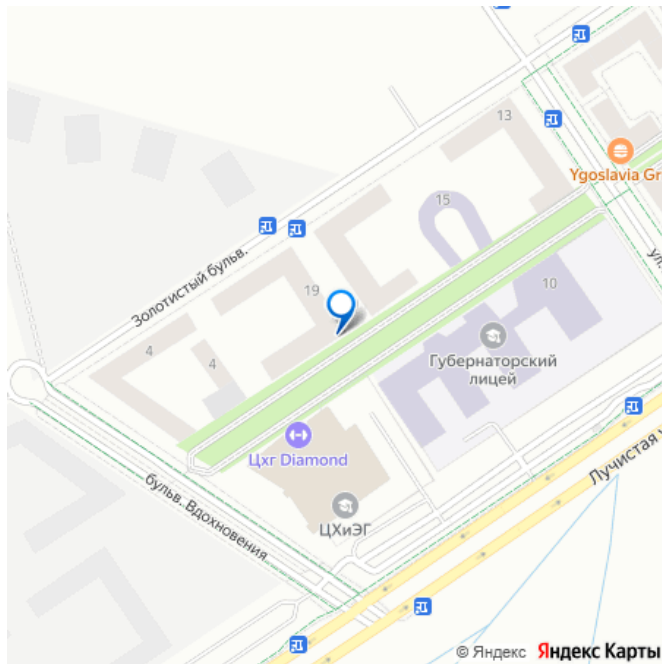 13
Ygoslavia Gr
15
ул.
Золотистый бульв.
19
10
4
4
Губернаторский
лицей
Цхг Diamond
бульв. Вдохновения
ЦХиЭГ
Лучистая у
© Яндекс Яндекс Карты